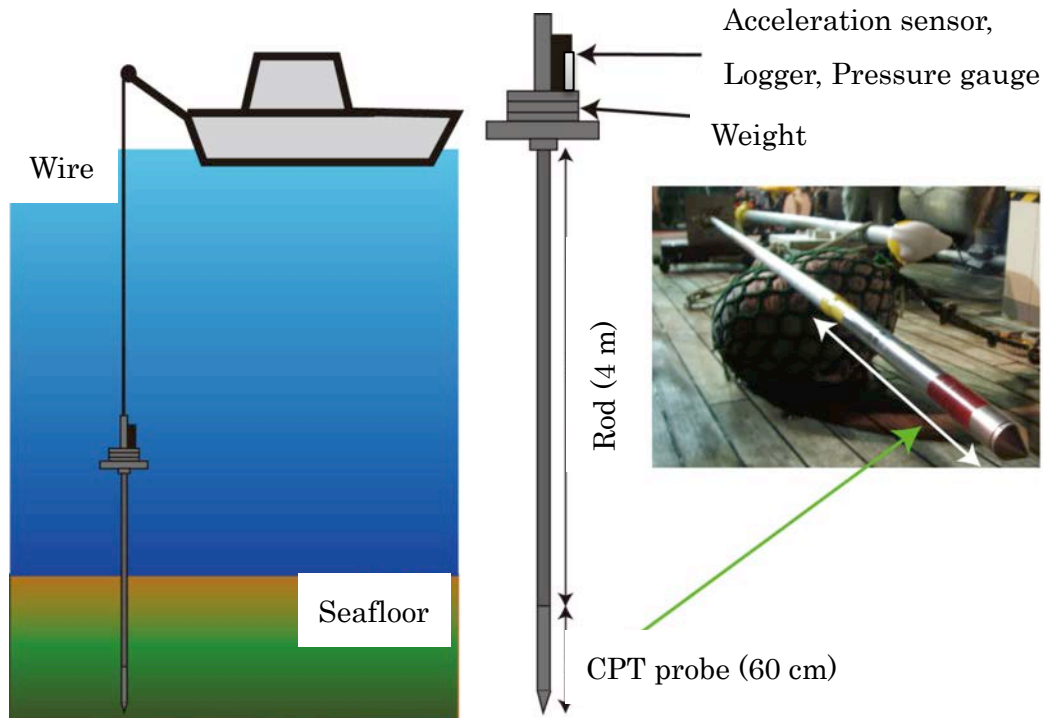 Acceleration sensor,
Logger, Pressure gauge
Weight
Wire
Rod (4 m)
Seafloor
CPT probe (60 cm)